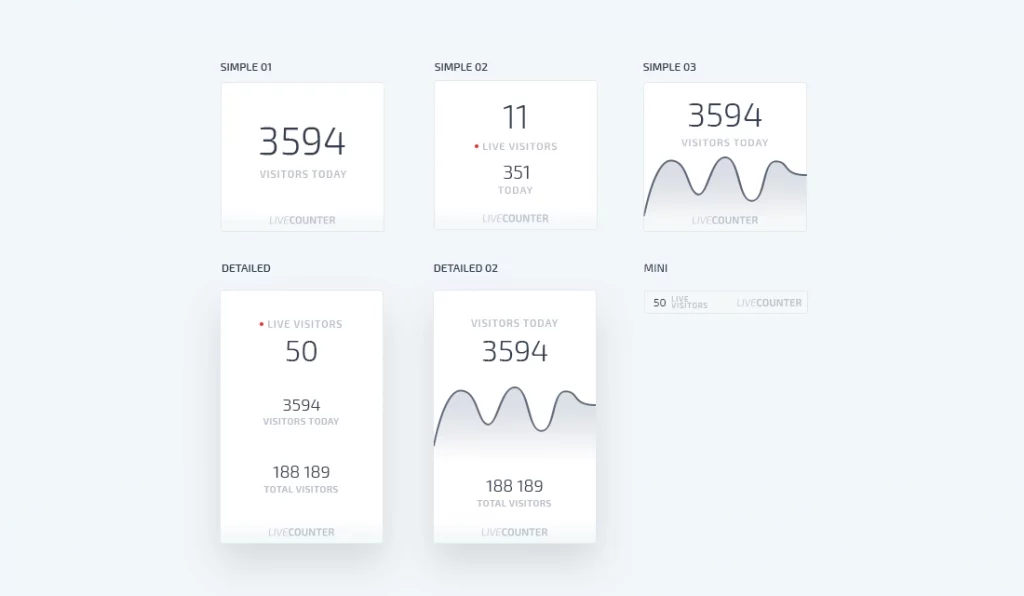 SIMPLE 01
3594
VISITORS TODAY
LIVECOUNTER
SIMPLE 02
11
LIVE VISITORS
351
TODAY
LIVECOUNTER
SIMPLE 03
3594
VISITORS TODAY
LIVECOUNTER
DETAILED
LIVE VISITORS
50
3594
VISITORS TODAY
188 189
TOTAL VISITORS
LIVECOUNTER
DETAILED 02
VISITORS TODAY
3594
188 189
TOTAL VISITORS
LIVECOUNTER
MINI
50
LIVE
VISITORS
LIVECOUNTER